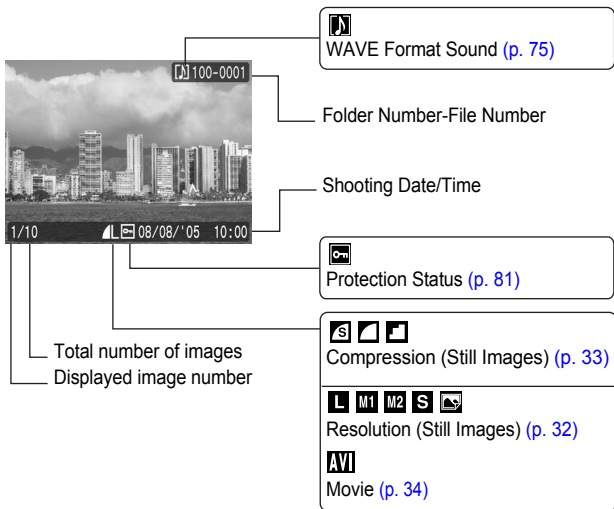 WAVE Format Sound (p. 75)
100-0001
Folder Number-File Number
Shooting Date/Time
1/10 L 08/08/'05 10:00
Protection Status (p. 81)
S
Compression (Still Images) (p. 33)
Total number of images
Displayed image number
L M1 M2 S
Resolution (Still Images) (p. 32)
AVI
Movie (p. 34)